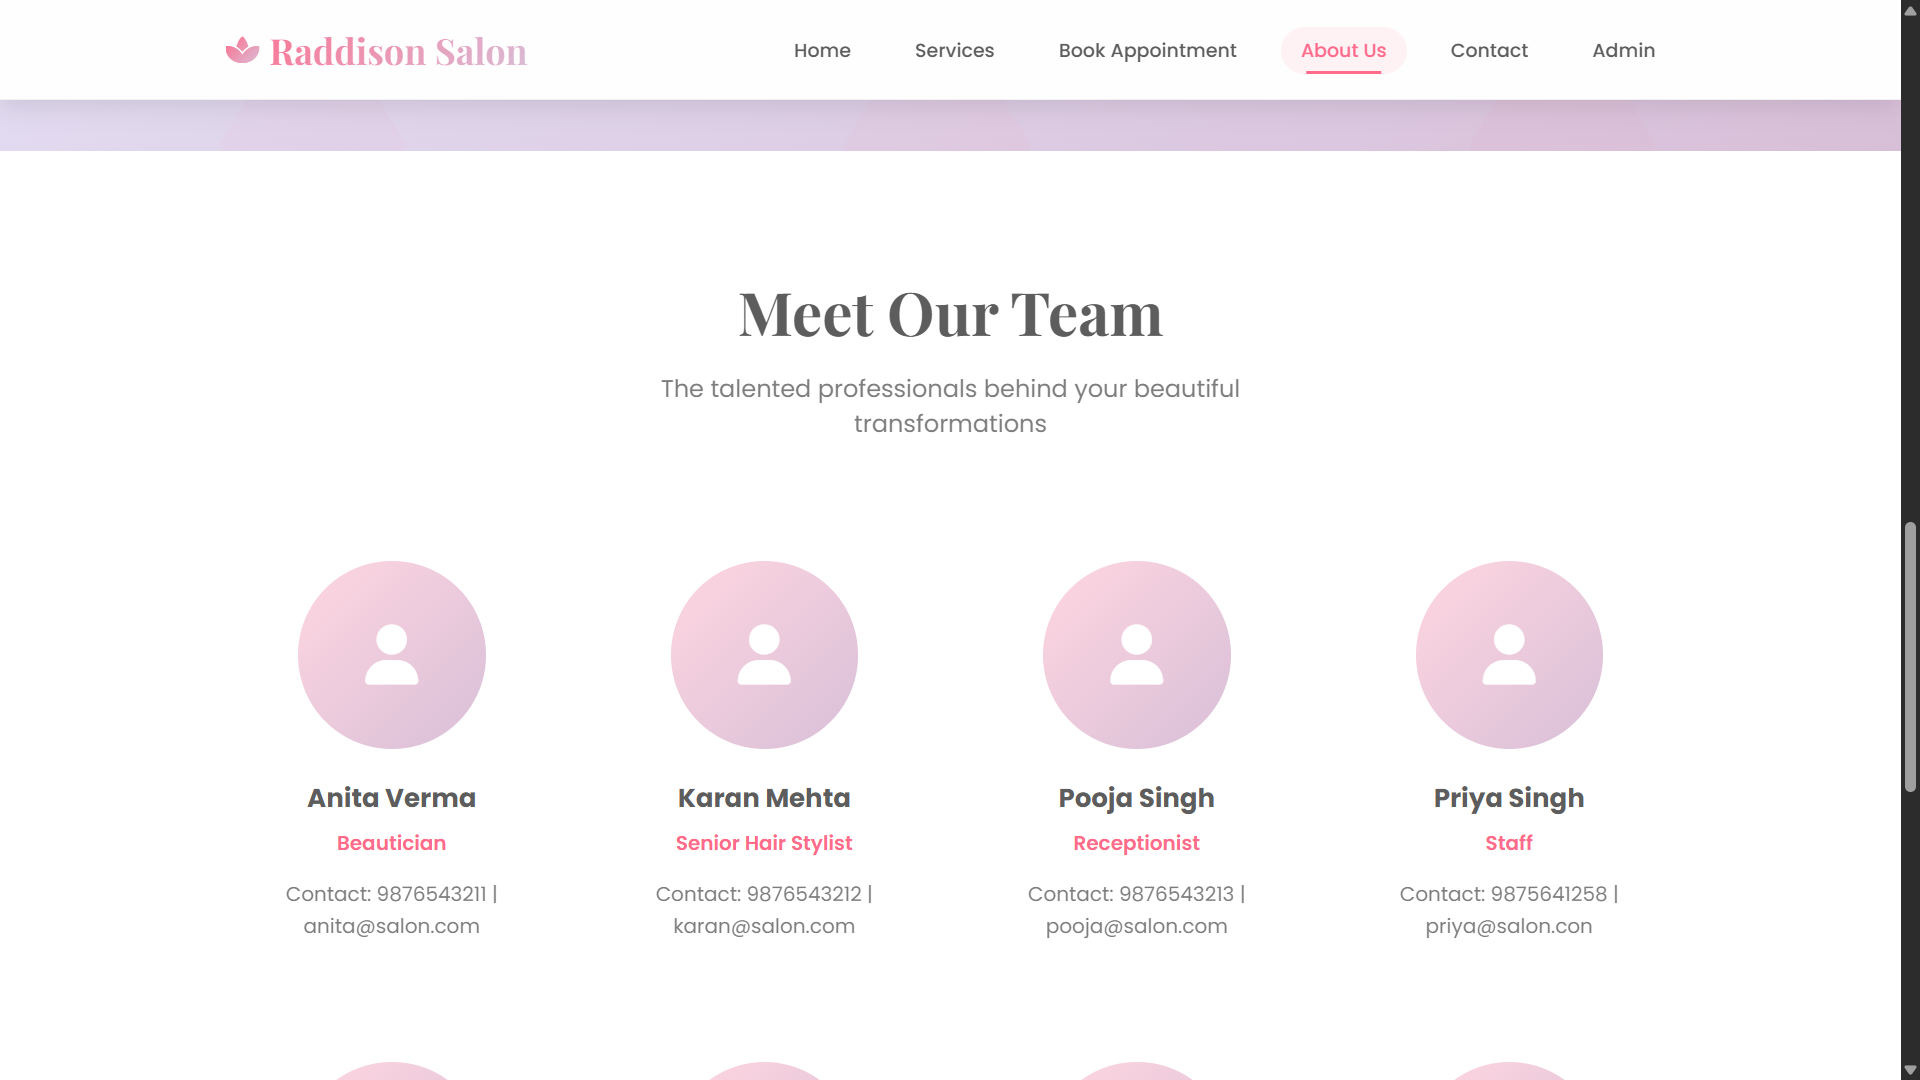 Raddison Salon
Home
Services
Book Appointment
About Us
Contact
Admin
Meet Our Team
The talented professionals behind your beautiful
transformations
Anita Verma
Beautician
Contact: 9876543211 |
anita@salon.com
Karan Mehta
Senior Hair Stylist
Contact: 9876543212 |
karan@salon.com
Pooja Singh
Receptionist
Contact: 9876543213 |
pooja@salon.com
Priya Singh
Staff
Contact: 9875641258 |
priya@salon.con